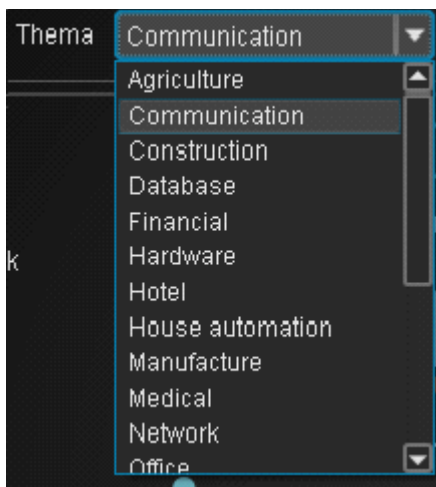 Thema Communication
Agriculture
Communication
Construction
Database
Financial
k Hardware
Hotel
House automation
Manufacture
Medical
Network
Office